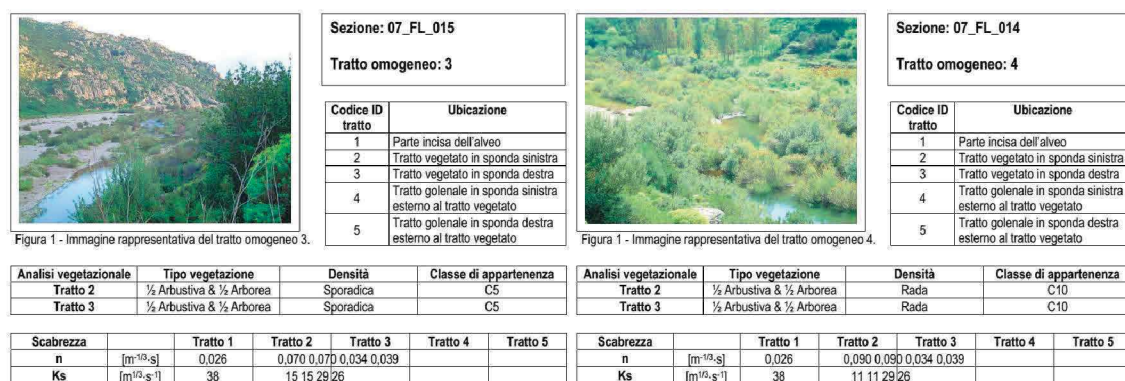 Sezione: 07_FL_015
Tratto omogeneo: 3
Codice ID tratto Ubicazione
1 Parte incisa dell'alveo
2 Tratto vegetato in sponda sinistra
3 Tratto vegetato in sponda destra
4 Tratto golenale in sponda sinistra
esterno al tratto vegetato
5 Tratto golenale in sponda destra
esterno al tratto vegetato
Figura 1 - Immagine rappresentativa del tratto omogeneo 3.
Analisi vegetazionale Tipo vegetazione Densità Classe di appartenenza
Tratto 2 ½ Arbustiva & ½ Arborea Sporadica C5
Tratto 3 ½ Arbustiva & ½ Arborea Sporadica C5
Scabrezza Tratto 1 Tratto 2 Tratto 3 Tratto 4 Tratto 5
n [m-1/3·s] 0,026 0,070 0,070 0,034 0,039
Ks [m1/3·s-1] 38 15 15 29 26
Sezione: 07_FL_014
Tratto omogeneo: 4
Codice ID tratto Ubicazione
1 Parte incisa dell'alveo
2 Tratto vegetato in sponda sinistra
3 Tratto vegetato in sponda destra
4 Tratto golenale in sponda sinistra
esterno al tratto vegetato
5 Tratto golenale in sponda destra
esterno al tratto vegetato
Figura 1 - Immagine rappresentativa del tratto omogeneo 4.
Analisi vegetazionale Tipo vegetazione Densità Classe di appartenenza
Tratto 2 ½ Arbustiva & ½ Arborea Rada C10
Tratto 3 ½ Arbustiva & ½ Arborea Rada C10
Scabrezza Tratto 1 Tratto 2 Tratto 3 Tratto 4 Tratto 5
n [m-1/3·s] 0,026 0,090 0,090 0,034 0,039
Ks [m1/3·s-1] 38 11 11 29 26